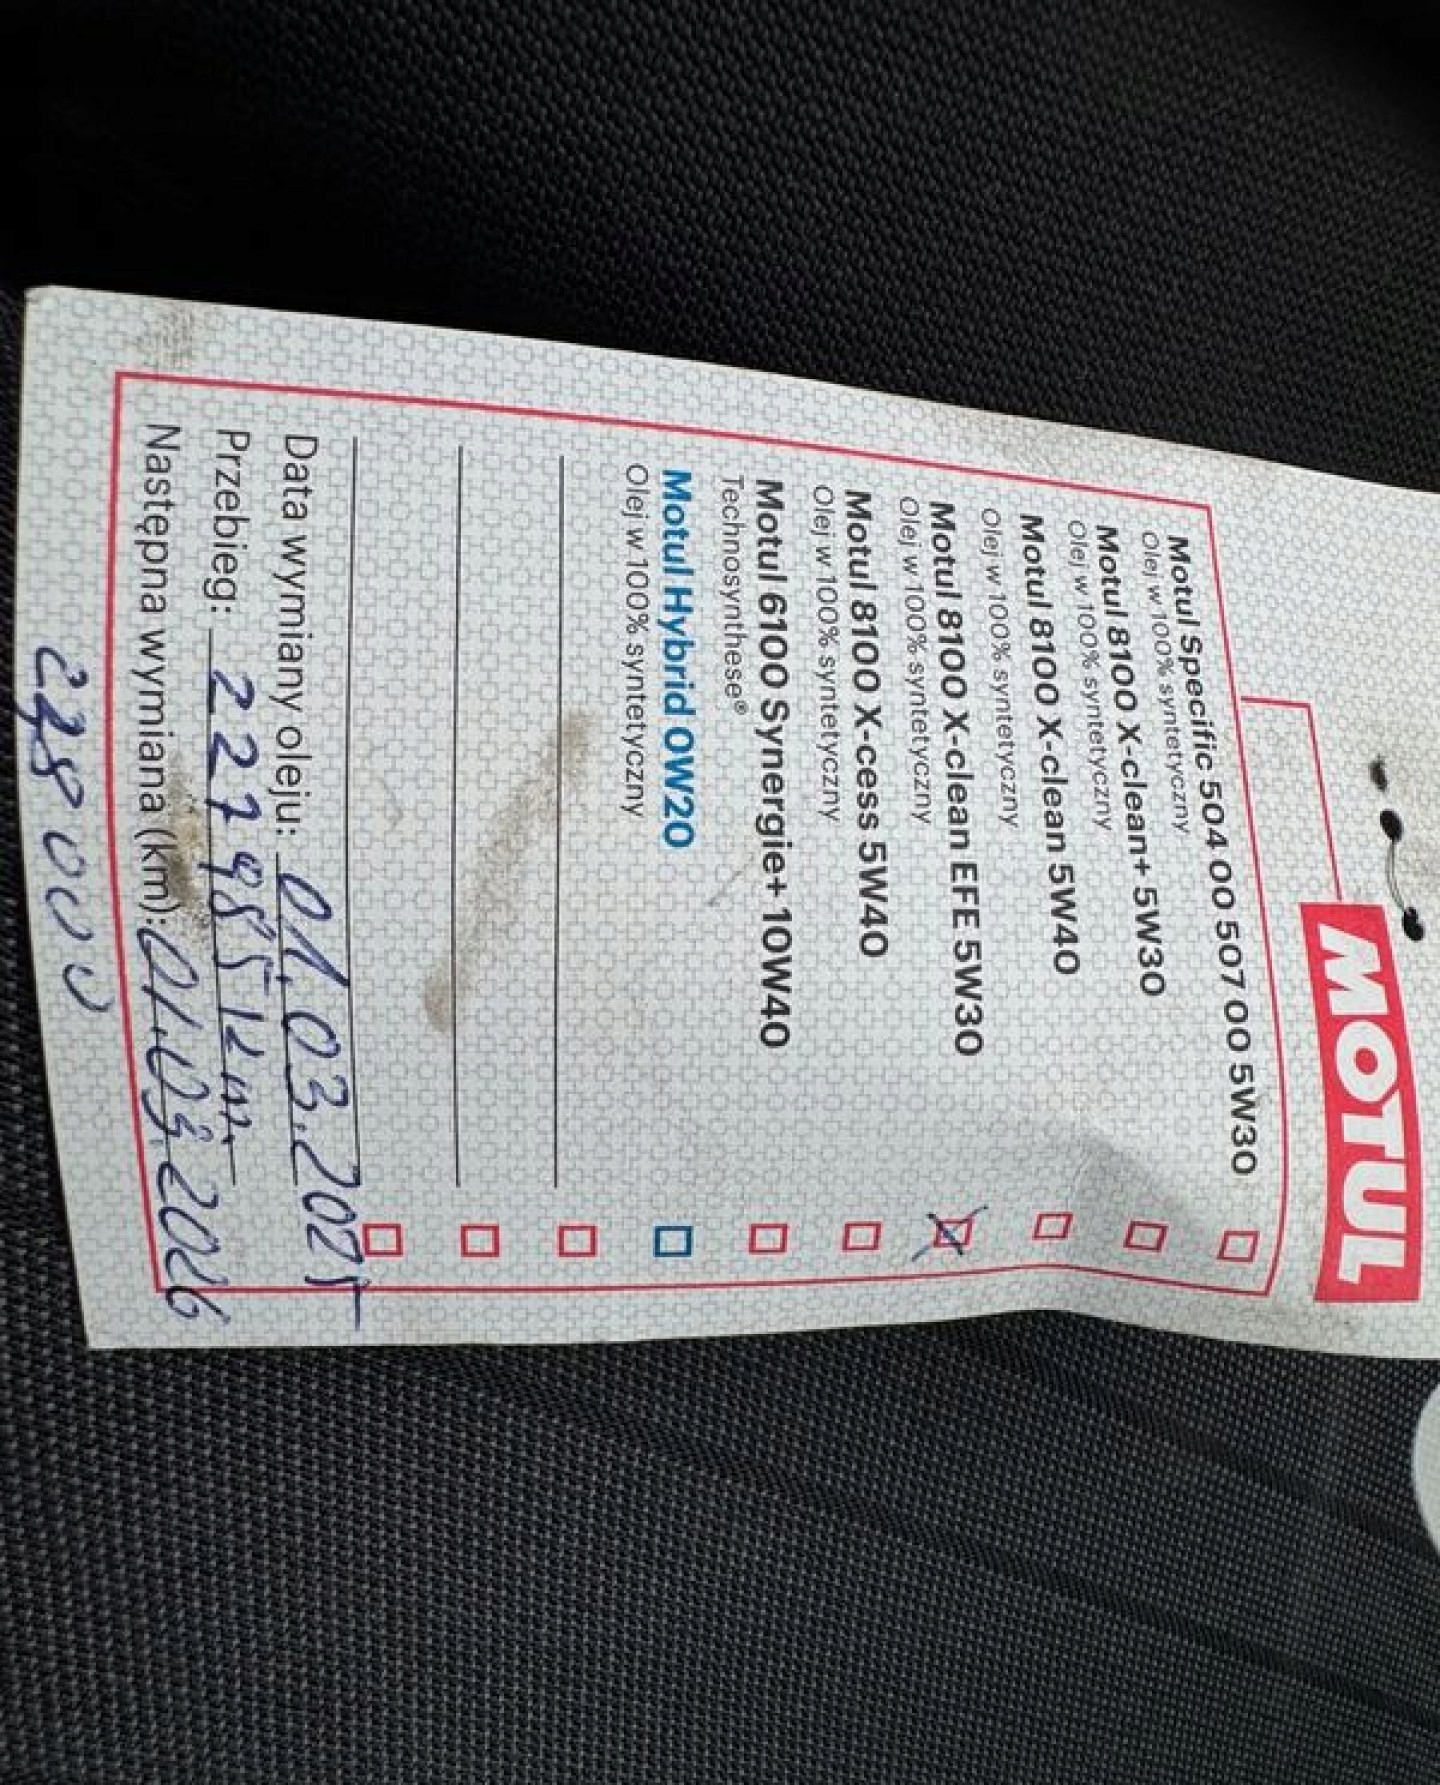 MOTUL
Motul Specific 504 00 507 00 5W30
Olej w 100% syntetyczny
Motul 8100 X-clean+ 5W30
Olej w 100% syntetyczny
Motul 8100 X-clean 5W40
Olej w 100% syntetyczny
Motul 8100 X-clean EFE 5W30
Olej w 100% syntetyczny
Motul 8100 X-cess 5W40
Olej w 100% syntetyczny
Motul 6100 Synergie+ 10W40
Technosynthese®
Motul Hybrid 0W20
Olej w 100% syntetyczny
Data wymiany oleju: 01.03.2025
Przebieg: km.
Następna wymiana (km): 01.03.2026